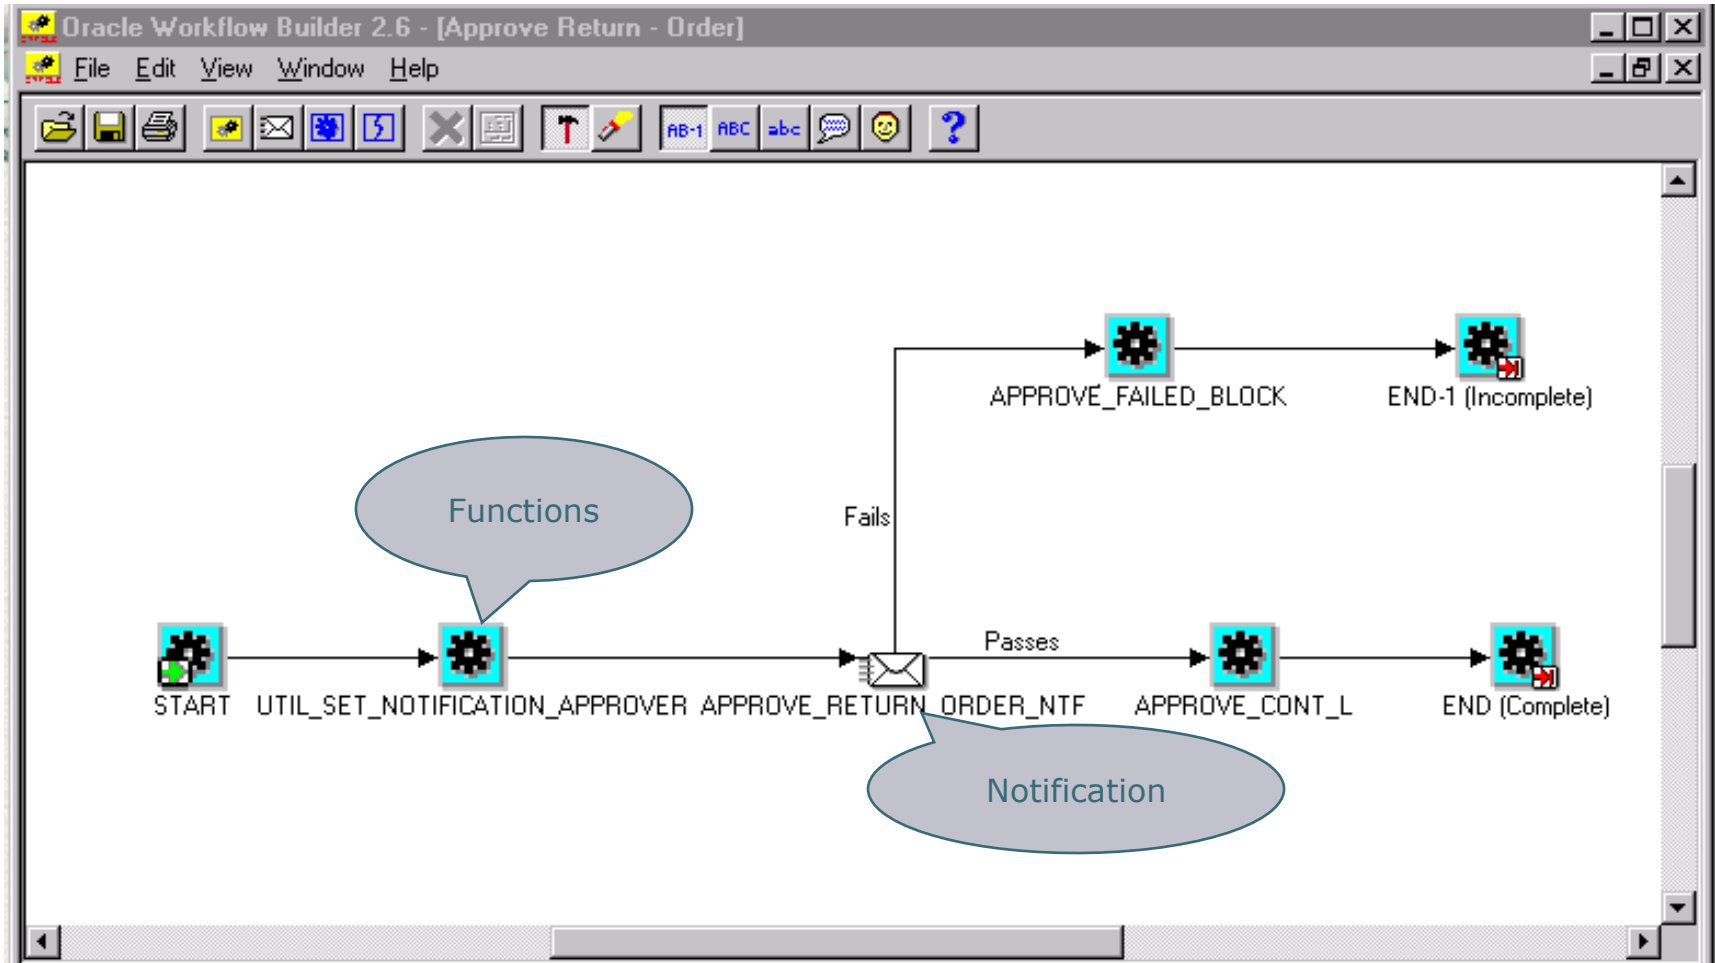 Oracle Workflow Builder 2.6 - [Approve Return - Order]
File Edit View Window Help
AB-1 ABC abc ?
APPROVE_FAILED_BLOCK END-1 (Incomplete)
Functions
Fails
Passes
START UTIL_SET_NOTIFICATION_APPROVER APPROVE_RETURN_ORDER_NTF APPROVE_CONT_L END (Complete)
Notification